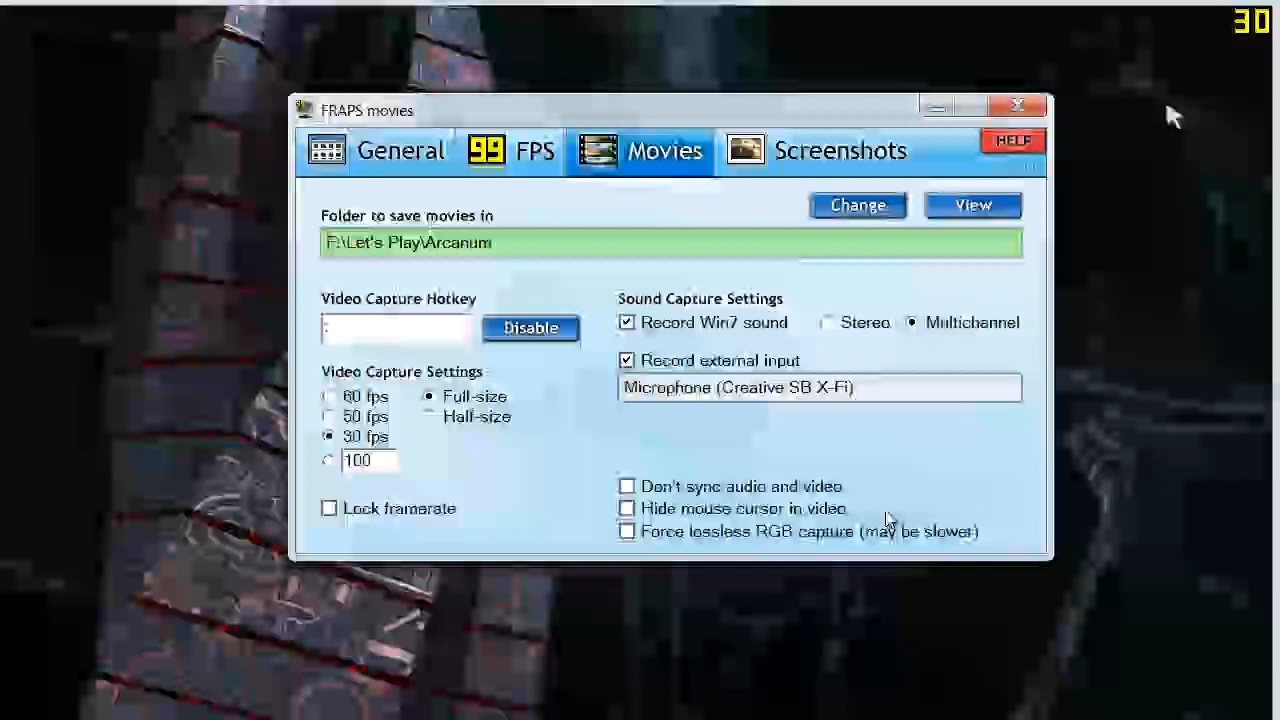 30
FRAPS movies
General 99 FPS Movies Screenshots HELP
Change View
Folder to save movies in
F:\Let's Play\Arcanum
Video Capture Hotkey
Disable
Sound Capture Settings
Record Win7 sound Stereo Multichannel
Record external input
Microphone (Creative SB X-Fi)
Video Capture Settings
60 fps Full-size
50 fps Half-size
30 fps
100
Lock framerate
Don't sync audio and video
Hide mouse cursor in video
Force lossless RGB capture (may be slower)